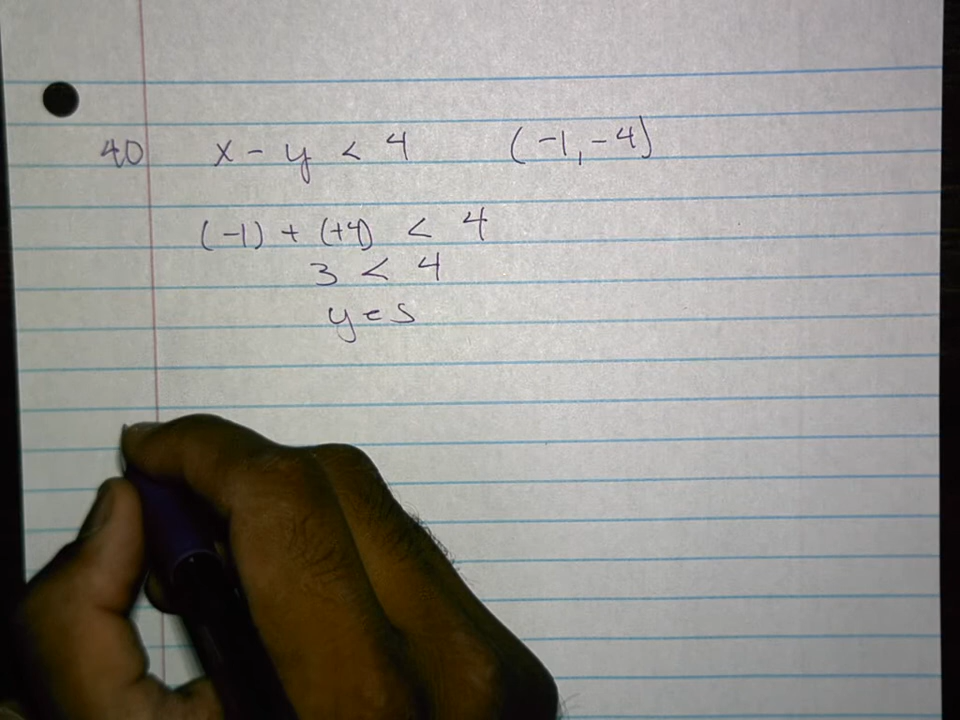 40 x - y < 4 (-1, -4)
(-1) + (+4) < 4
3 < 4
yes